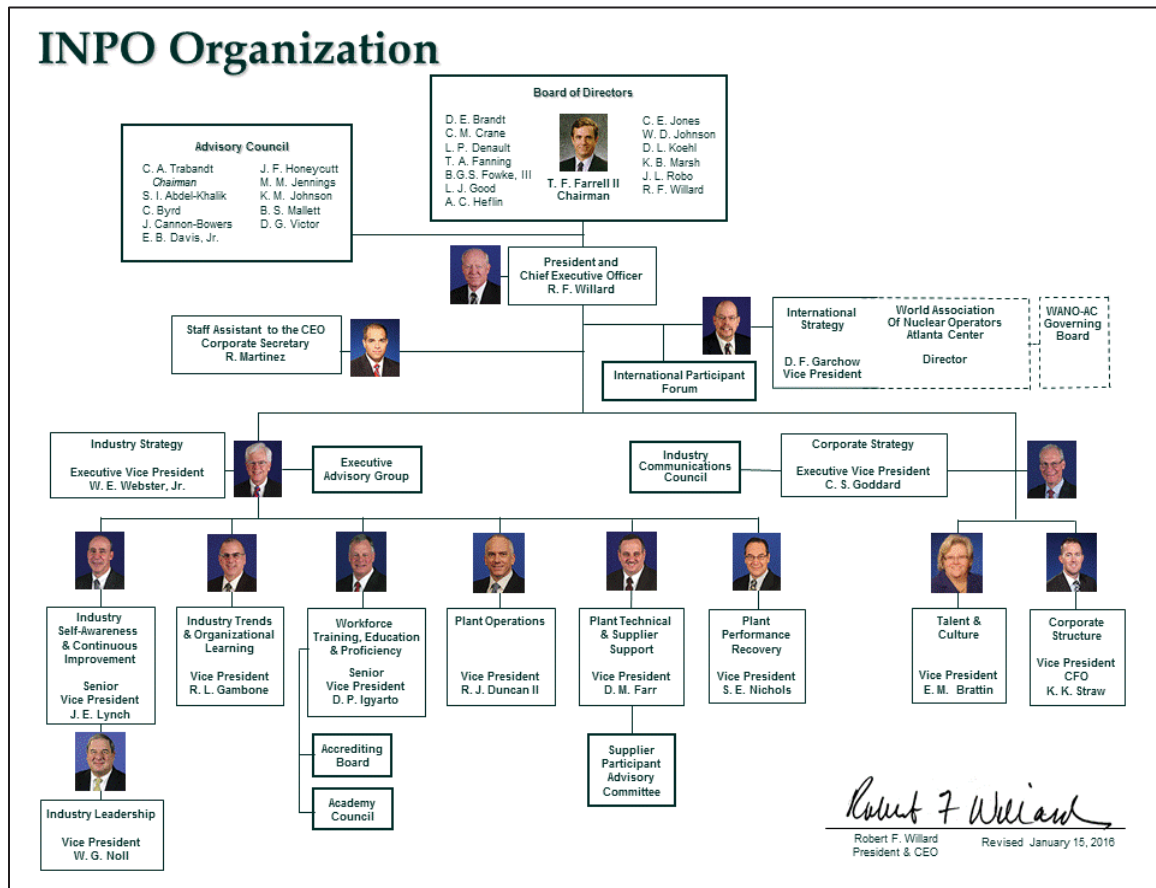 INPO Organization
Board of Directors
D. E. Brandt
C. M. Crane
L. P. Denault
T. A. Fanning
B.G.S. Fowke, III
L. J. Good
A. C. Heflin
T. F. Farrell II
Chairman
C. E. Jones
W. D. Johnson
D. L. Koehl
K. B. Marsh
J. L. Robo
R. F. Willard
Advisory Council
C. A. Trabandt
Chairman
S. I. Abdel-Khalik
C. Byrd
J. Cannon-Bowers
E. B. Davis, Jr.
J. F. Honeycutt
M. M. Jennings
K. M. Johnson
B. S. Mallett
D. G. Victor
President and
Chief Executive Officer
R. F. Willard
Staff Assistant to the CEO
Corporate Secretary
R. Martinez
International
Strategy
D. F. Garchow
Vice President
World Association
Of Nuclear Operators
Atlanta Center
Director
WANO-AC
Governing
Board
International Participant
Forum
Industry Strategy
Executive Vice President
W. E. Webster, Jr.
Executive
Advisory Group
Industry
Communications
Council
Corporate Strategy
Executive Vice President
C. S. Goddard
Industry
Self-Awareness
& Continuous
Improvement
Senior
Vice President
J. E. Lynch
Industry Trends
& Organizational
Learning
Vice President
R. L. Gambone
Workforce
Training, Education
& Proficiency
Senior
Vice President
D. P. Igyarto
Plant Operations
Vice President
R. J. Duncan II
Plant Technical
& Supplier
Support
Vice President
D. M. Farr
Plant
Performance
Recovery
Vice President
S. E. Nichols
Talent &
Culture
Vice President
E. M. Brattin
Corporate
Structure
Vice President
CFO
K. K. Straw
Accrediting
Board
Academy
Council
Supplier
Participant
Advisory
Committee
Industry Leadership
Vice President
W. G. Noll
Robert F Willard
Robert F. Willard
President & CEO
Revised January 15, 2016